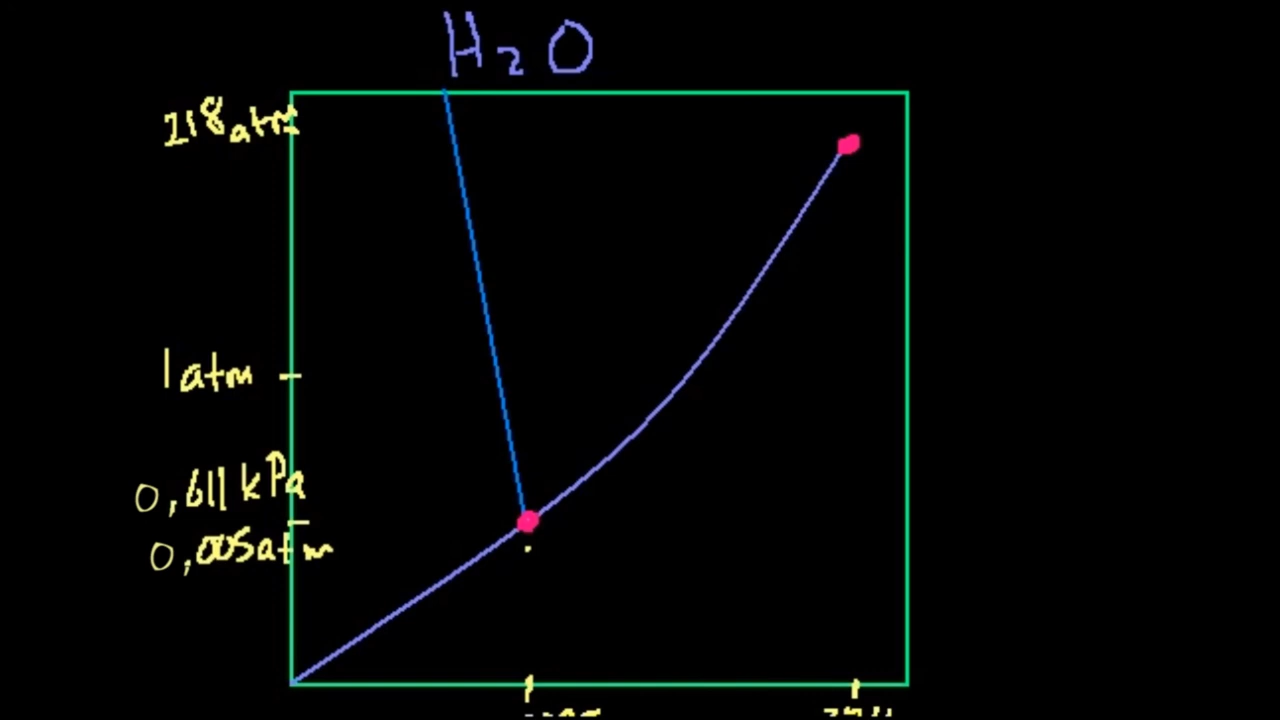 H₂O
218 atm
1 atm
0,611 kPa
0,005 atm